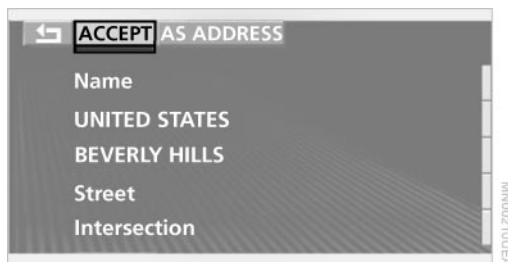 ACCEPT AS ADDRESS
Name
UNITED STATES
BEVERLY HILLS
Street
Intersection